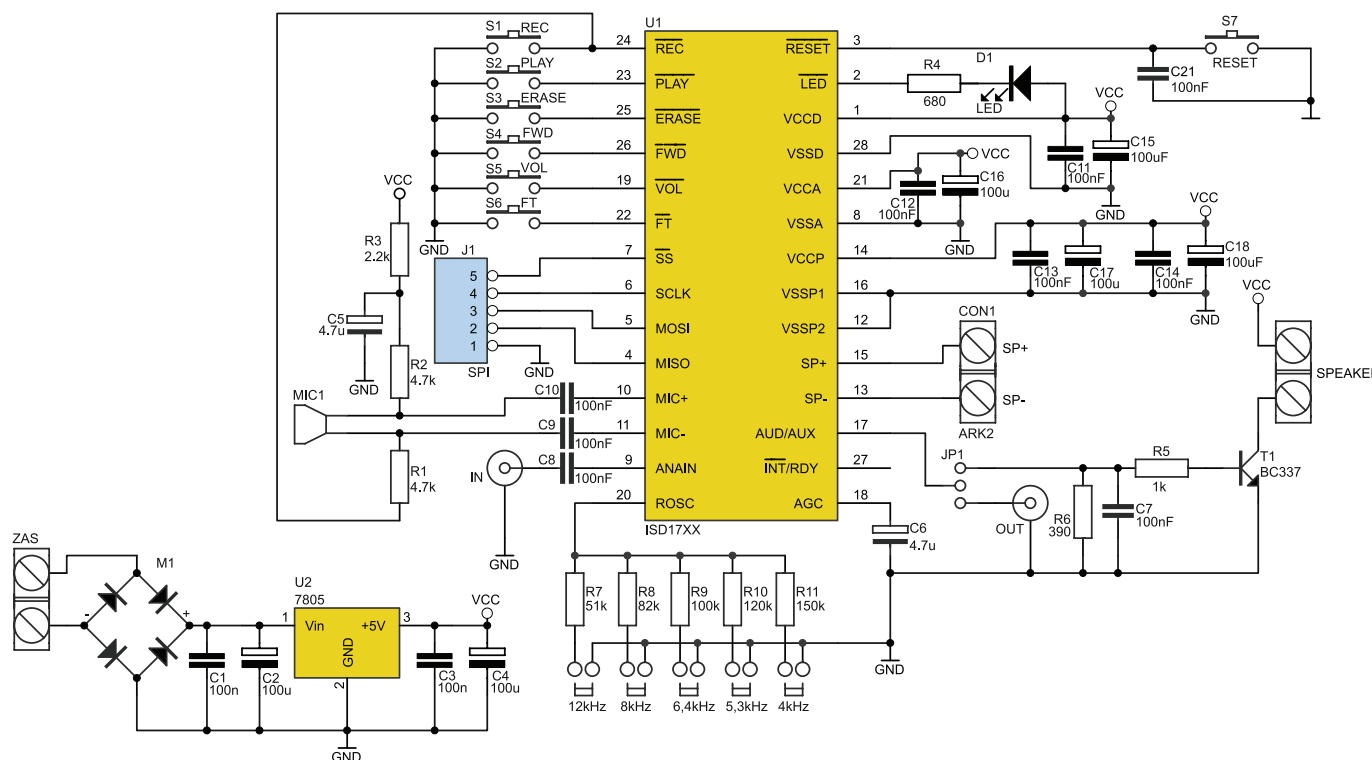 S1 REC
S2 PLAY
S3 ERASE
S4 FWD
S5 VOL
S6 FT
GND
VCC
R3
2.2k
C5
4.7u
GND
R2
4.7k
MIC1
R1
4.7k
J1
5
4
3
2
1
SPI
GND
C10
100nF
C9
100nF
C8
100nF
IN
GND
U1
24 REC
23 PLAY
25 ERASE
26 FWD
19 VOL
22 FT
7 SS
6 SCLK
5 MOSI
4 MISO
10 MIC+
11 MIC-
9 ANAIN
20 ROSC
RESET 3
LED 2
VCCD 1
VSSD 28
VCCA 21
VSSA 8
VCCP 14
VSSP1 16
VSSP2 12
SP+ 15
SP- 13
AUD/AUX 17
INT/RDY 27
AGC 18
ISD17XX
R4
680
D1
LED
S7
RESET
C21
100nF
VCC
C15
100uF
C11
100nF
GND
VCC
C16
100u
C12
100nF
GND
VCC
C13
100nF
C17
100u
C14
100nF
C18
100uF
GND
CON1
SP+
SP-
ARK2
VCC
SPEAKER
JP1
OUT
R6
390
C7
100nF
R5
1k
T1
BC337
C6
4.7u
GND
R7
51k
R8
82k
R9
100k
R10
120k
R11
150k
12kHz
8kHz
6,4kHz
5,3kHz
4kHz
ZAS
M1
-
+
C1
100n
C2
100u
U2
7805
1 Vin
+5V 3
GND
2
VCC
C3
100n
C4
100u
GND